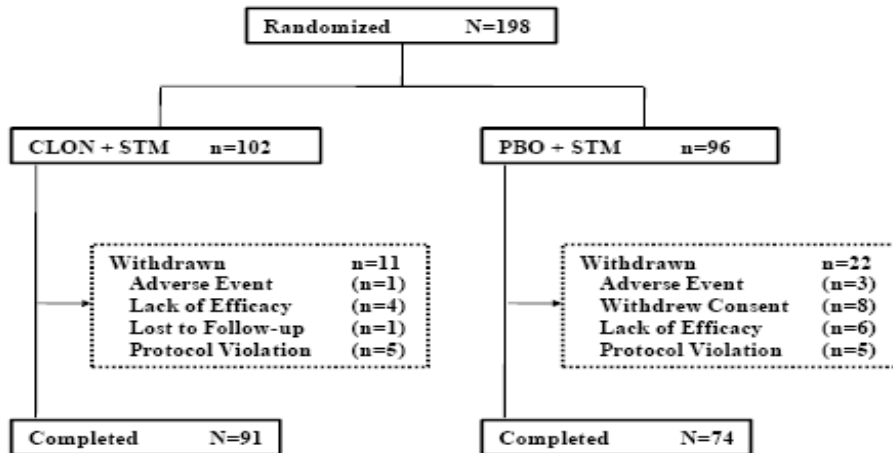 Randomized N=198
CLON + STM n=102
PBO + STM n=96
Withdrawn n=11
Adverse Event (n=1)
Lack of Efficacy (n=4)
Lost to Follow-up (n=1)
Protocol Violation (n=5)
Withdrawn n=22
Adverse Event (n=3)
Withdrew Consent (n=8)
Lack of Efficacy (n=6)
Protocol Violation (n=5)
Completed N=91
Completed N=74